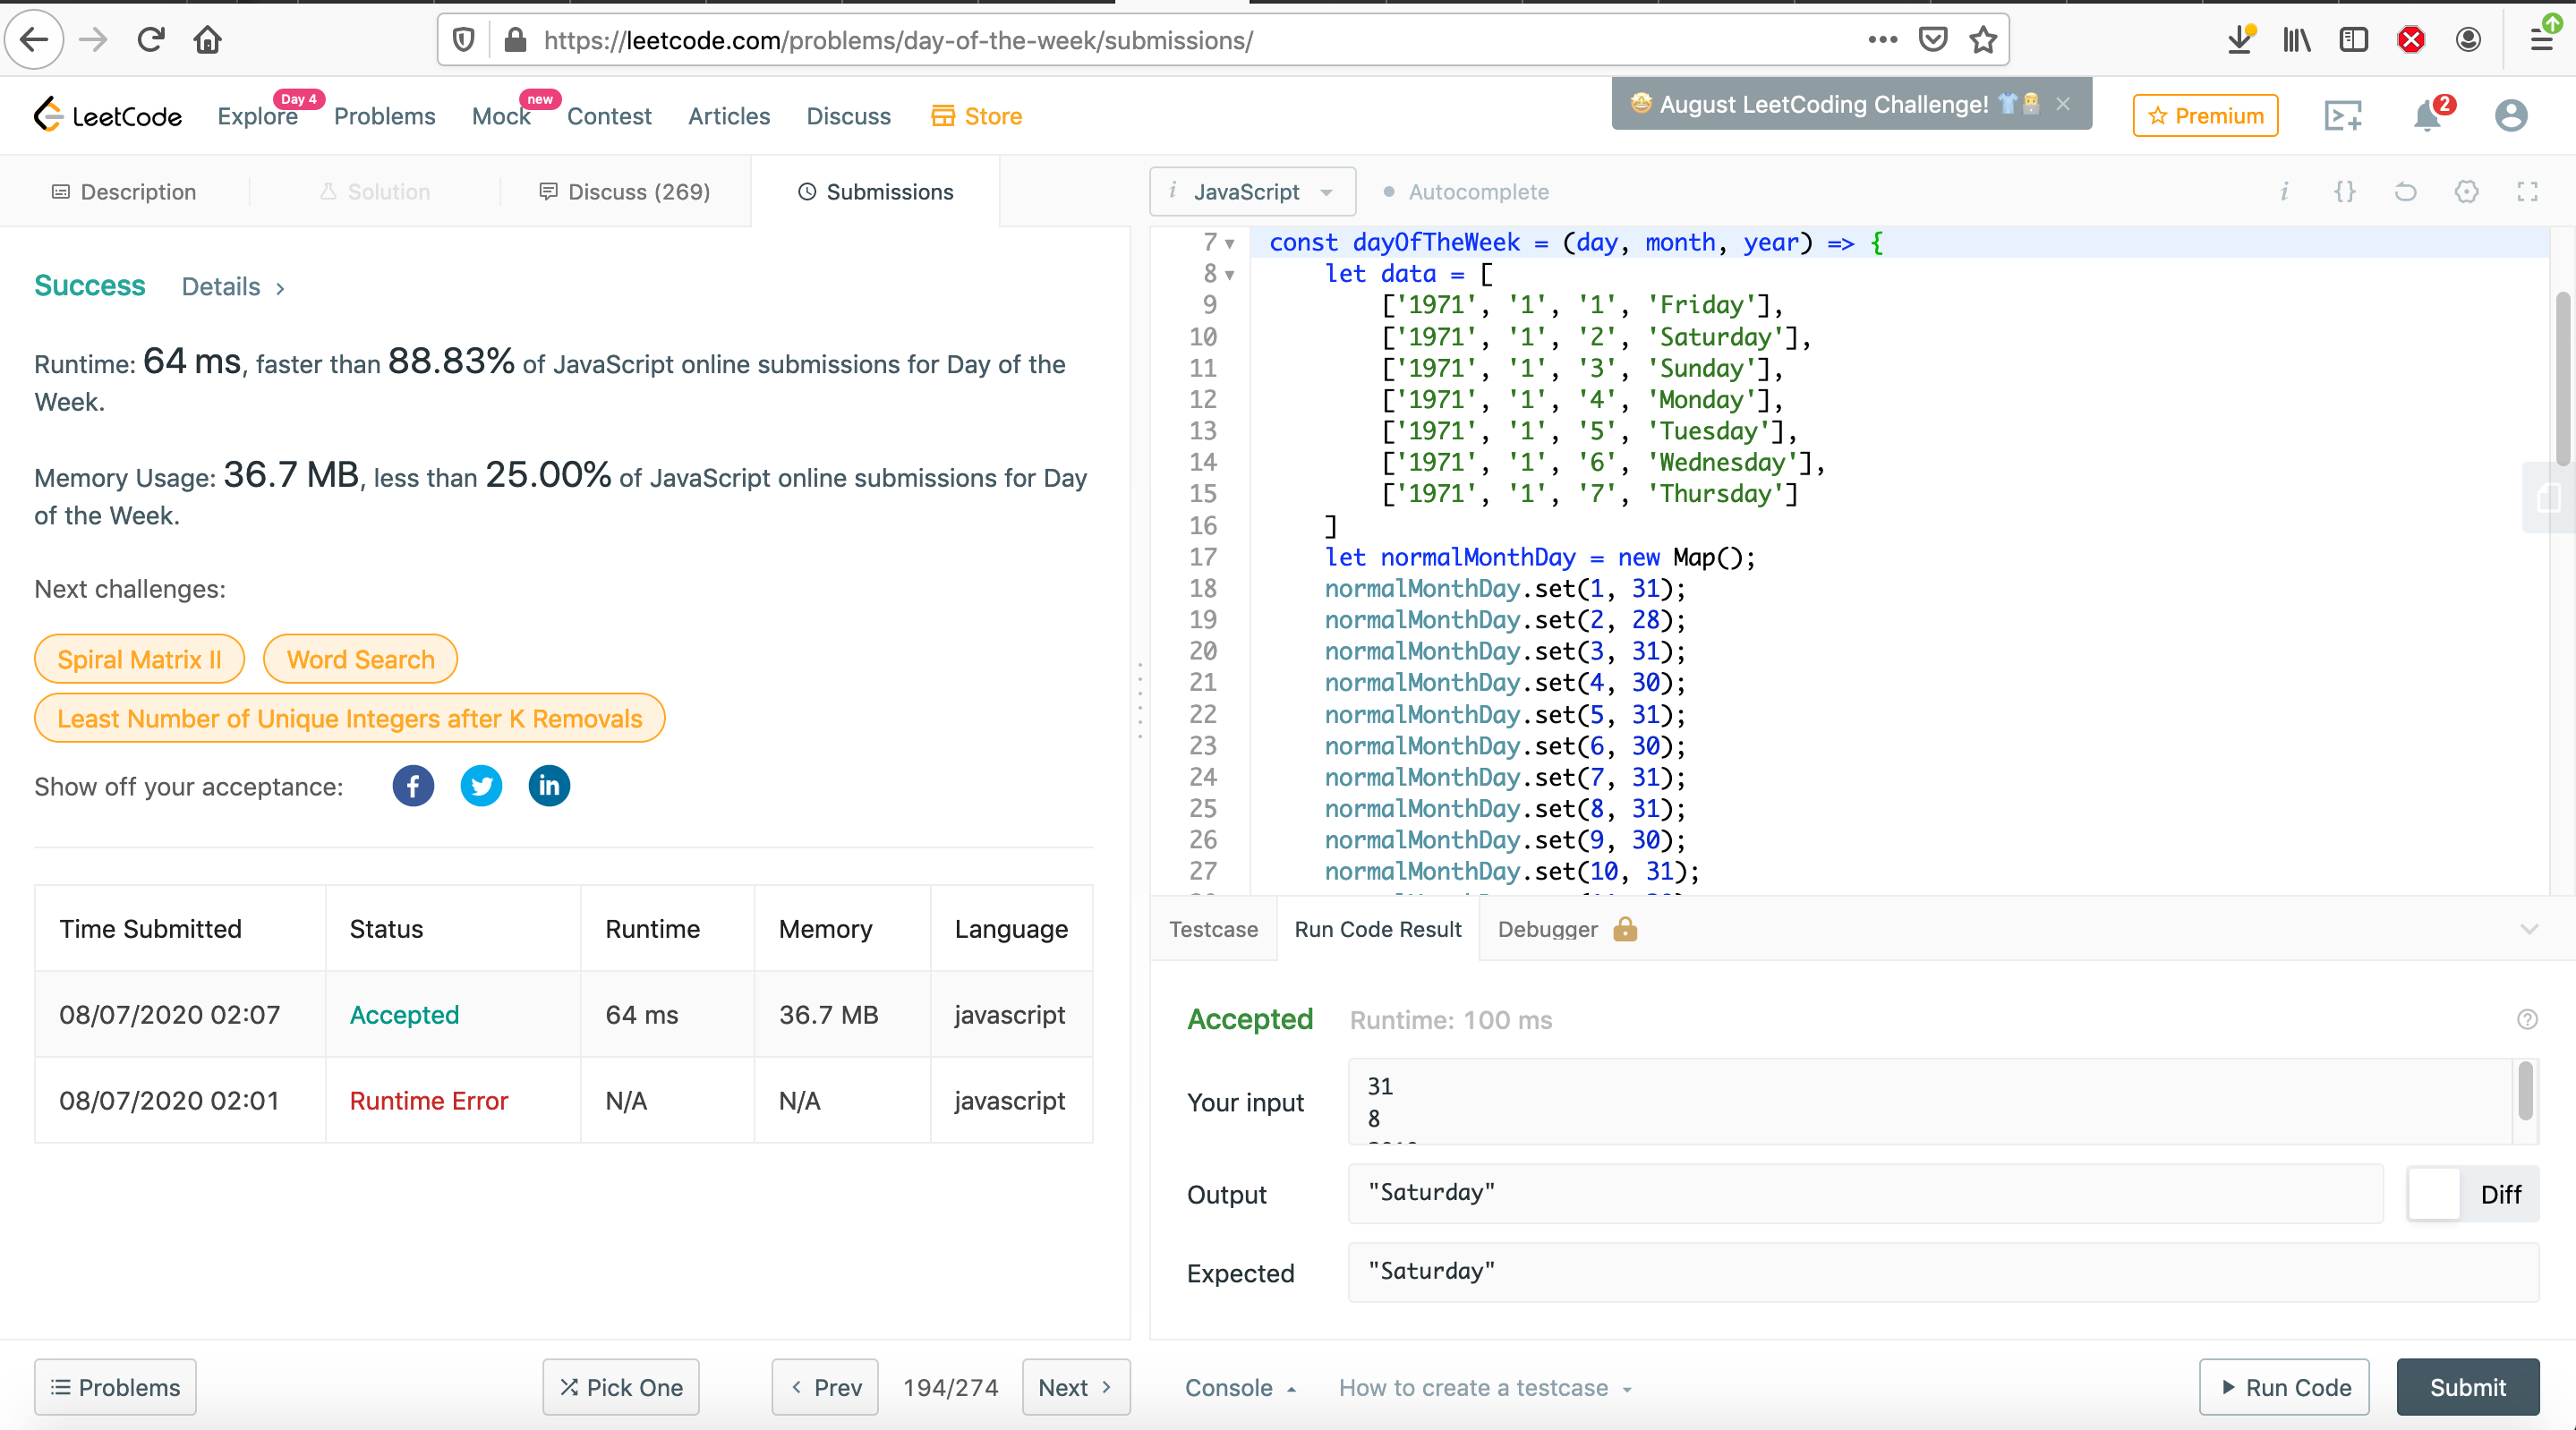 https://leetcode.com/problems/day-of-the-week/submissions/
LeetCode
Explore
Day 4
Problems
Mock
new
Contest
Articles
Discuss
Store
August LeetCoding Challenge!
Premium
2
Description
Solution
Discuss (269)
Submissions
Success
Details
Runtime: 64 ms, faster than 88.83% of JavaScript online submissions for Day of the
Week.
Memory Usage: 36.7 MB, less than 25.00% of JavaScript online submissions for Day
of the Week.
Next challenges:
Spiral Matrix II
Word Search
Least Number of Unique Integers after K Removals
Show off your acceptance:
Time Submitted Status Runtime Memory Language
08/07/2020 02:07 Accepted 64 ms 36.7 MB javascript
08/07/2020 02:01 Runtime Error N/A N/A javascript
Problems
Pick One
Prev
194/274
Next
i JavaScript
Autocomplete
7 const dayOfTheWeek = (day, month, year) => {
8 let data = [
9 ['1971', '1', '1', 'Friday'],
10 ['1971', '1', '2', 'Saturday'],
11 ['1971', '1', '3', 'Sunday'],
12 ['1971', '1', '4', 'Monday'],
13 ['1971', '1', '5', 'Tuesday'],
14 ['1971', '1', '6', 'Wednesday'],
15 ['1971', '1', '7', 'Thursday']
16 ]
17 let normalMonthDay = new Map();
18 normalMonthDay.set(1, 31);
19 normalMonthDay.set(2, 28);
20 normalMonthDay.set(3, 31);
21 normalMonthDay.set(4, 30);
22 normalMonthDay.set(5, 31);
23 normalMonthDay.set(6, 30);
24 normalMonthDay.set(7, 31);
25 normalMonthDay.set(8, 31);
26 normalMonthDay.set(9, 30);
27 normalMonthDay.set(10, 31);
Testcase
Run Code Result
Debugger
Accepted
Runtime: 100 ms
Your input
31
8
Output
"Saturday"
Diff
Expected
"Saturday"
Console
How to create a testcase
Run Code
Submit